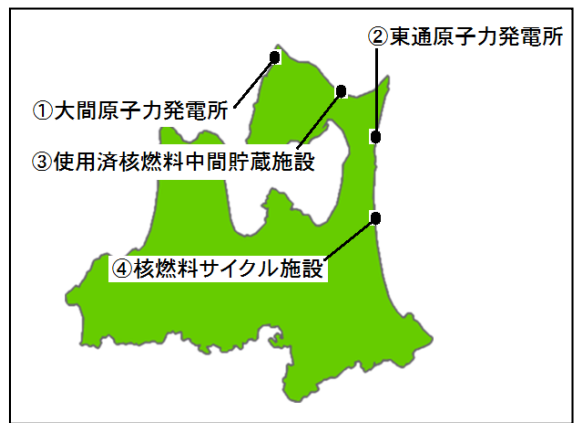 ②東通原子力発電所
①大間原子力発電所
③使用済核燃料中間貯蔵施設
④核燃料サイクル施設